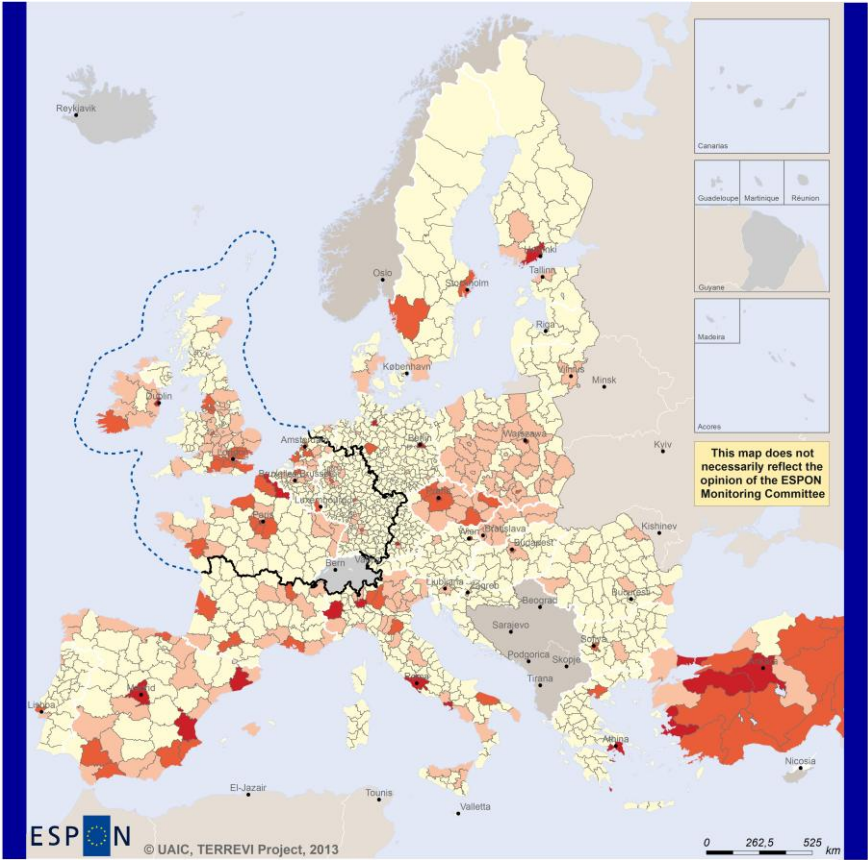 Reykjavik
Canarias
Guadeloupe
Martinique
Réunion
Guyane
Madeira
Acores
Oslo
Stockholm
Helsinki
Tallinn
Riga
København
Vilnius
Minsk
Dublin
Amsterdam
Berlin
Warszawa
Kyiv
This map does not
necessarily reflect the
opinion of the ESPON
Monitoring Committee
Paris
Wien
Bratislava
Budapest
Kishinev
Bern
Ljubljana
Zagreb
Beograd
Bucuresti
Sarajevo
Podgorica
Skopje
Sofiya
Tirana
Madrid
Lisboa
Athina
Nicosia
El-Jazair
Tounis
Valletta
ESPON
© UAIC, TERREVI Project, 2013
0 262,5 525
km